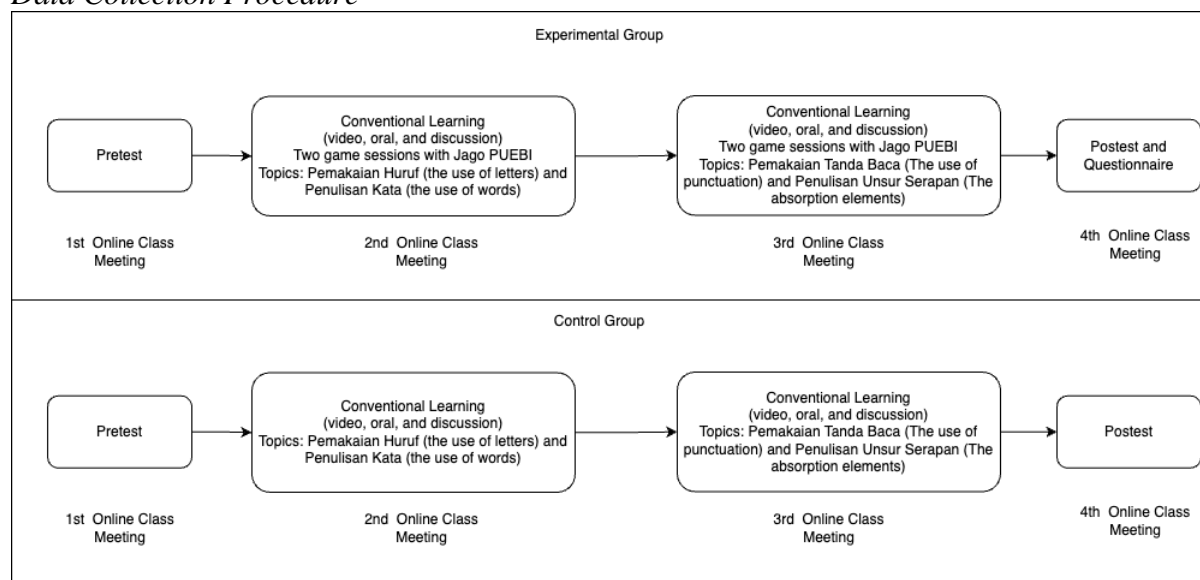 Data Collection Procedure
Experimental Group
Pretest
Conventional Learning
(video, oral, and discussion)
Two game sessions with Jago PUEBI
Topics: Pemakaian Huruf (the use of letters) and
Penulisan Kata (the use of words)
Conventional Learning
(video, oral, and discussion)
Two game sessions with Jago PUEBI
Topics: Pemakaian Tanda Baca (The use of
punctuation) and Penulisan Unsur Serapan (The
absorption elements)
Postest and
Questionnaire
1st Online Class
Meeting
2nd Online Class
Meeting
3rd Online Class
Meeting
4th Online Class
Meeting
Control Group
Pretest
Conventional Learning
(video, oral, and discussion)
Topics: Pemakaian Huruf (the use of letters) and
Penulisan Kata (the use of words)
Conventional Learning
(video, oral, and discussion)
Topics: Pemakaian Tanda Baca (The use of
punctuation) and Penulisan Unsur Serapan (The
absorption elements)
Postest
1st Online Class
Meeting
2nd Online Class
Meeting
3rd Online Class
Meeting
4th Online Class
Meeting